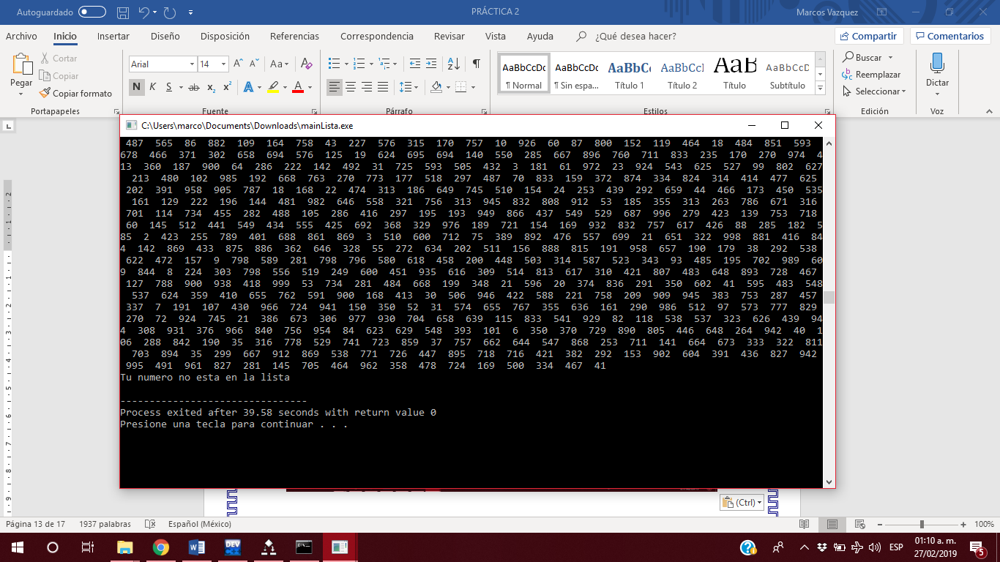 Autoguardado PRÁCTICA 2 Marcos Vazquez
Archivo Inicio Insertar Diseño Disposición Referencias Correspondencia Revisar Vista Ayuda ¿Qué desea hacer? Compartir Comentarios
Pegar Cortar Copiar Copiar formato
Arial 14
N K S ab x₂ x²
AaBbCcDc AaBbCcDc AaBbC AaBbCcI AaB AaBbCcD
¶ Normal ¶ Sin espa... Título 1 Título 2 Título Subtítulo
Buscar
Reemplazar
Seleccionar
Dictar
Portapapeles Fuente Párrafo Estilos Edición Voz
C:\Users\marco\Documents\Downloads\mainLista.exe
487 565 86 882 109 164 758 43 227 576 315 170 757 10 926 60 87 800 152 119 464 18 484 851 593
678 466 371 302 658 694 576 125 19 624 695 694 140 550 285 667 896 760 711 833 235 170 270 974 4
13 360 187 900 64 286 222 142 492 31 725 593 505 432 3 181 61 972 23 924 543 625 527 99 802 627
213 480 102 985 192 668 763 270 773 177 518 297 487 70 833 159 372 874 334 824 314 414 477 625
202 391 958 905 787 18 168 22 474 313 186 649 745 510 154 24 253 439 292 659 44 466 173 450 535
161 129 222 196 144 481 982 646 558 321 756 313 945 832 808 912 53 185 355 313 263 786 671 316
701 114 734 455 282 488 105 286 416 297 195 193 949 866 437 549 529 687 996 279 423 139 753 718
60 145 512 441 549 434 555 425 692 368 329 976 189 721 154 169 932 832 757 617 426 88 285 182 5
85 2 423 255 789 401 688 861 869 3 510 600 712 75 389 892 476 557 699 21 651 322 998 881 416 84
4 142 869 433 875 886 362 646 328 55 272 634 202 511 156 888 815 191 958 657 190 179 38 292 538
622 472 157 9 798 589 281 798 796 580 618 458 200 448 503 314 587 523 343 93 485 195 702 989 60
9 844 8 224 303 798 556 519 249 600 451 935 616 309 514 813 617 310 421 807 483 648 893 728 467
127 788 900 938 418 999 53 734 281 484 668 199 348 21 596 20 374 836 291 350 602 41 595 483 548
537 624 359 410 655 762 591 900 168 413 30 506 946 422 588 221 758 209 909 945 383 753 287 457
337 7 191 107 430 966 724 941 150 350 52 31 574 655 767 355 636 161 290 986 512 97 573 777 829
270 72 924 745 21 386 673 306 977 930 704 658 639 115 833 541 929 82 118 538 537 323 626 439 94
4 308 931 376 966 840 756 954 84 623 629 548 393 101 6 350 370 729 890 805 446 648 264 942 40 1
06 288 842 190 35 316 778 529 741 723 859 37 757 662 644 547 868 253 711 141 664 673 333 322 811
703 894 35 299 667 912 869 538 771 726 447 895 718 716 421 382 292 153 902 604 391 436 827 942
995 491 961 827 281 145 705 464 962 358 478 724 169 500 334 467 41
Tu numero no esta en la lista
--------------------------------
Process exited after 39.58 seconds with return value 0
Presione una tecla para continuar . . .
(Ctrl)
Página 13 de 17 1937 palabras Español (México) 100%
DEV
ESP 01:10 a. m.
27/02/2019
5